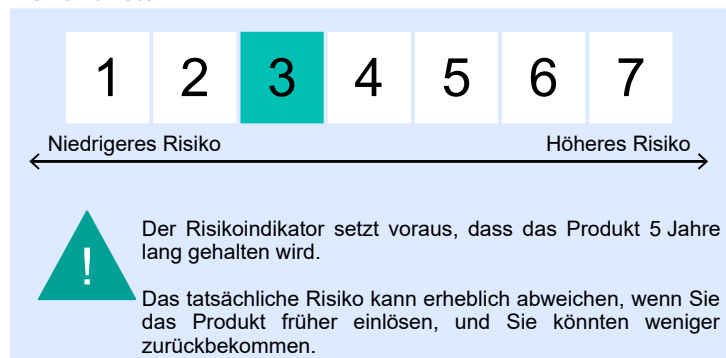 1 2 3 4 5 6 7
Niedrigeres Risiko Höheres Risiko
!
Der Risikoindikator setzt voraus, dass das Produkt 5 Jahre
lang gehalten wird.
Das tatsächliche Risiko kann erheblich abweichen, wenn Sie
das Produkt früher einlösen, und Sie könnten weniger
zurückbekommen.